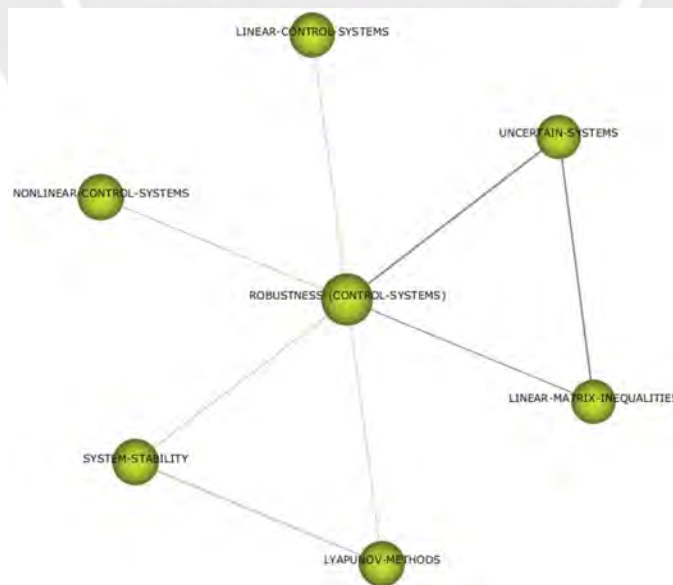 LINEAR-CONTROL-SYSTEMS
UNCERTAIN-SYSTEMS
NONLINEAR-CONTROL-SYSTEMS
ROBUSTNESS-(CONTROL-SYSTEMS)
LINEAR-MATRIX-INEQUALITIES
SYSTEM-STABILITY
LYAPUNOV-METHODS